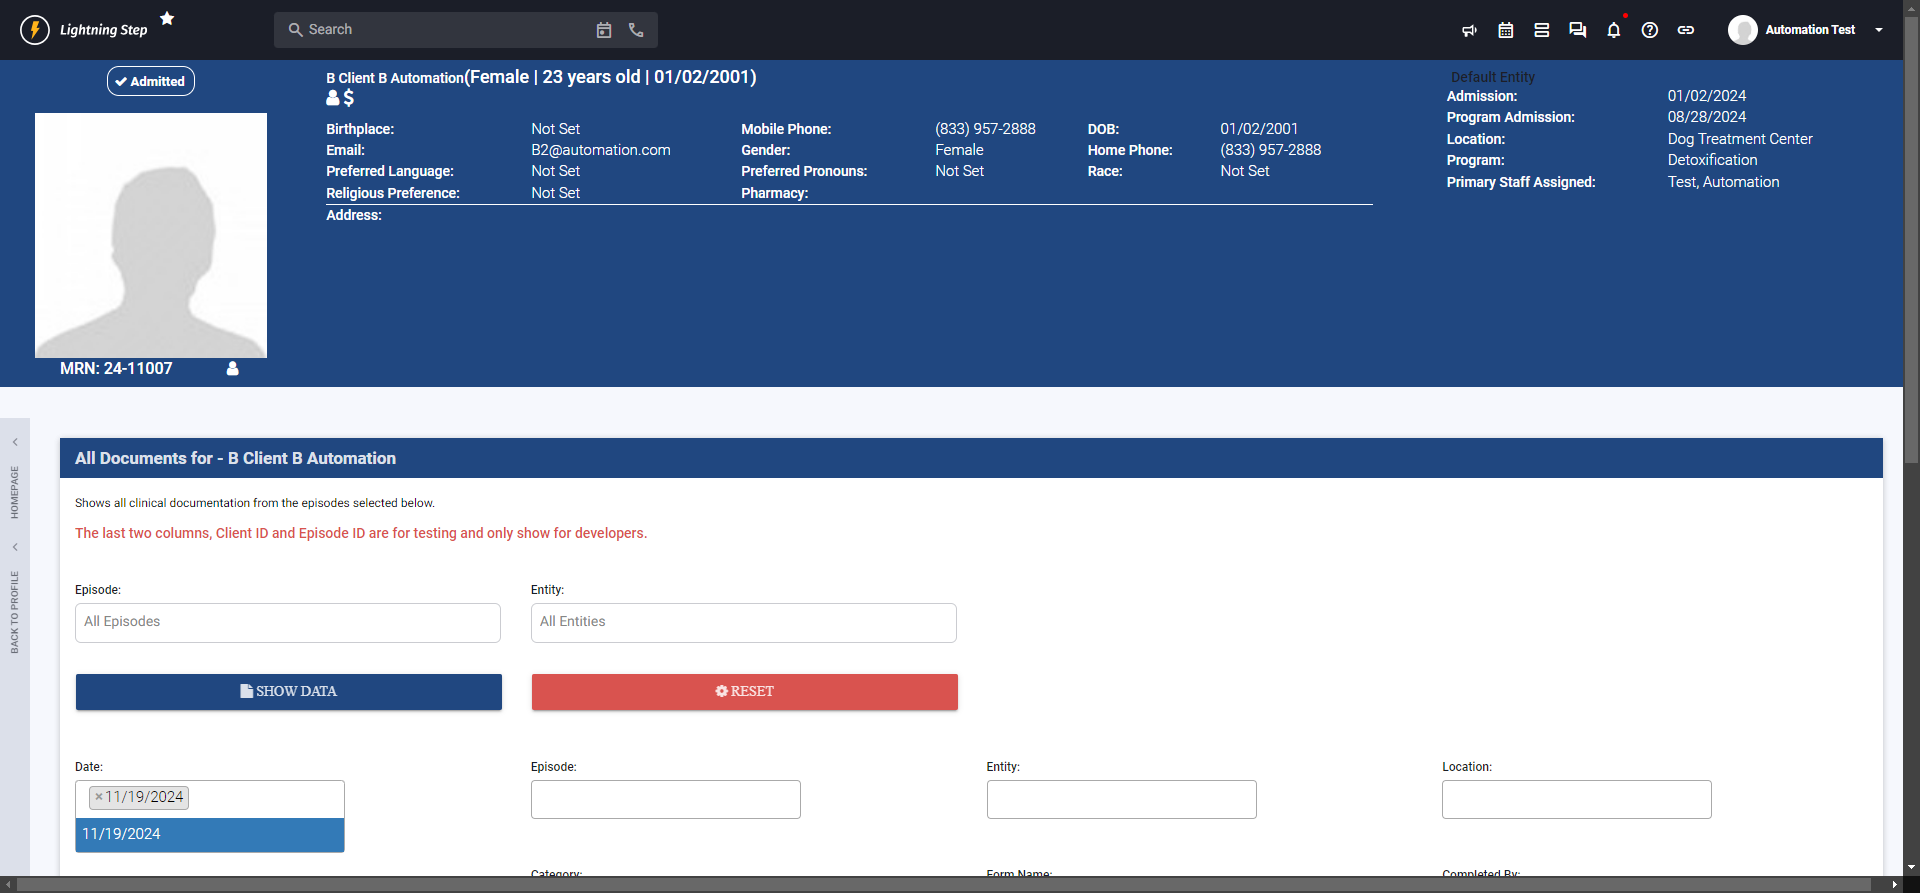 Lightning Step
Search
Automation Test
Admitted
B Client B Automation(Female | 23 years old | 01/02/2001)
$
Birthplace: Not Set Mobile Phone: (833) 957-2888 DOB: 01/02/2001
Email: B2@automation.com Gender: Female Home Phone: (833) 957-2888
Preferred Language: Not Set Preferred Pronouns: Not Set Race: Not Set
Religious Preference: Not Set Pharmacy:
Address:
Default Entity
Admission: 01/02/2024
Program Admission: 08/28/2024
Location: Dog Treatment Center
Program: Detoxification
Primary Staff Assigned: Test, Automation
MRN: 24-11007
HOMEPAGE
BACK TO PROFILE
All Documents for - B Client B Automation
Shows all clinical documentation from the episodes selected below.
The last two columns, Client ID and Episode ID are for testing and only show for developers.
Episode: Entity:
All Episodes All Entities
SHOW DATA RESET
Date: Episode: Entity: Location:
×11/19/2024
11/19/2024
Category: Form Name: Completed By: